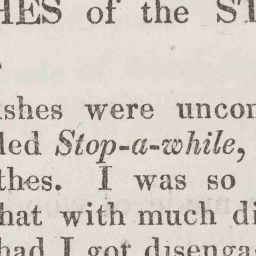 HES of the ST
shes were uncon
led Stop-a-while,
thes. I was so
hat with much di
had I got disenga